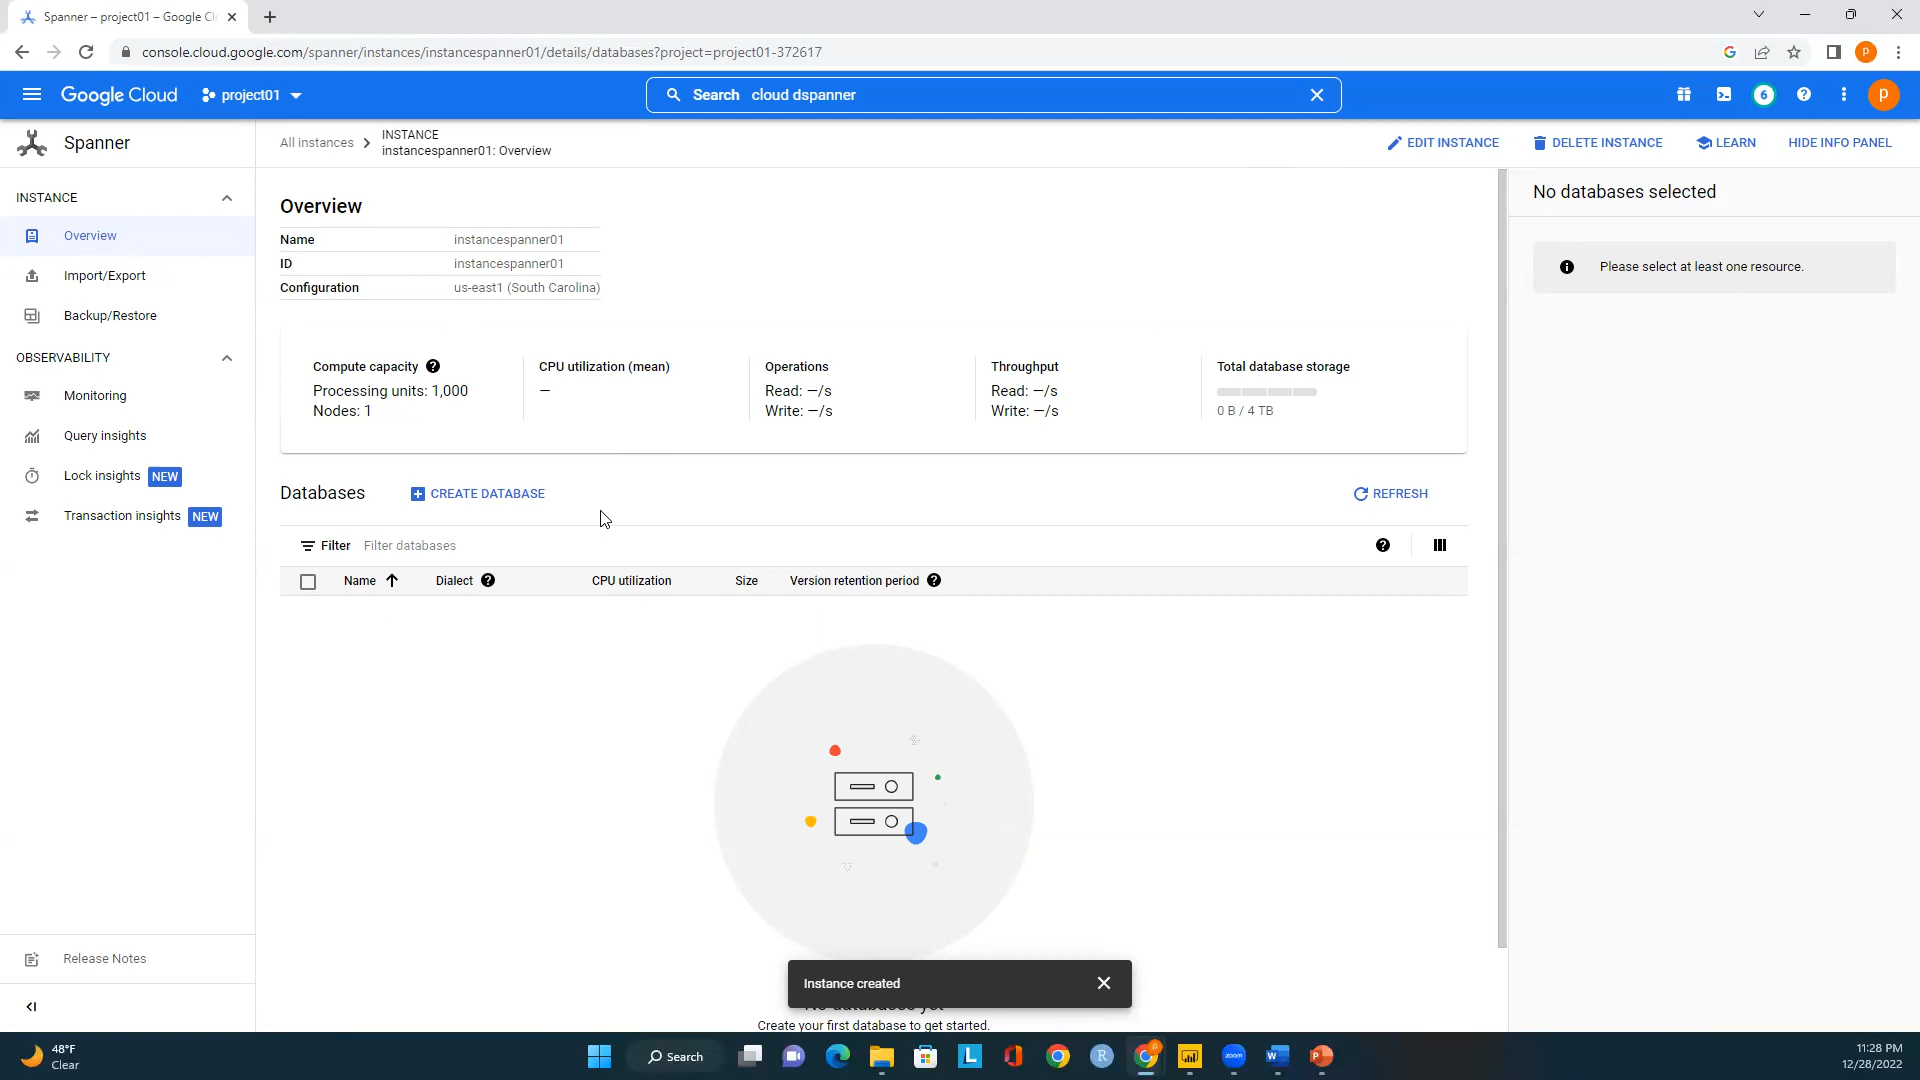 Spanner – project01 – Google Cl
console.cloud.google.com/spanner/instances/instancespanner01/details/databases?project=project01-372617
P
Google Cloud
project01
Search cloud dspanner
6
P
Spanner
All instances
INSTANCE
instancespanner01: Overview
EDIT INSTANCE
DELETE INSTANCE
LEARN
HIDE INFO PANEL
INSTANCE
Overview
Import/Export
Backup/Restore
OBSERVABILITY
Monitoring
Query insights
Lock insights NEW
Transaction insights NEW
Release Notes
Overview
Name instancespanner01
ID instancespanner01
Configuration us-east1 (South Carolina)
Compute capacity
Processing units: 1,000
Nodes: 1
CPU utilization (mean)
—
Operations
Read: —/s
Write: —/s
Throughput
Read: —/s
Write: —/s
Total database storage
0 B / 4 TB
Databases
CREATE DATABASE
REFRESH
Filter Filter databases
Name
Dialect
CPU utilization
Size
Version retention period
No databases yet
Create your first database to get started.
Instance created
No databases selected
Please select at least one resource.
48°F
Clear
Search
11:28 PM
12/28/2022